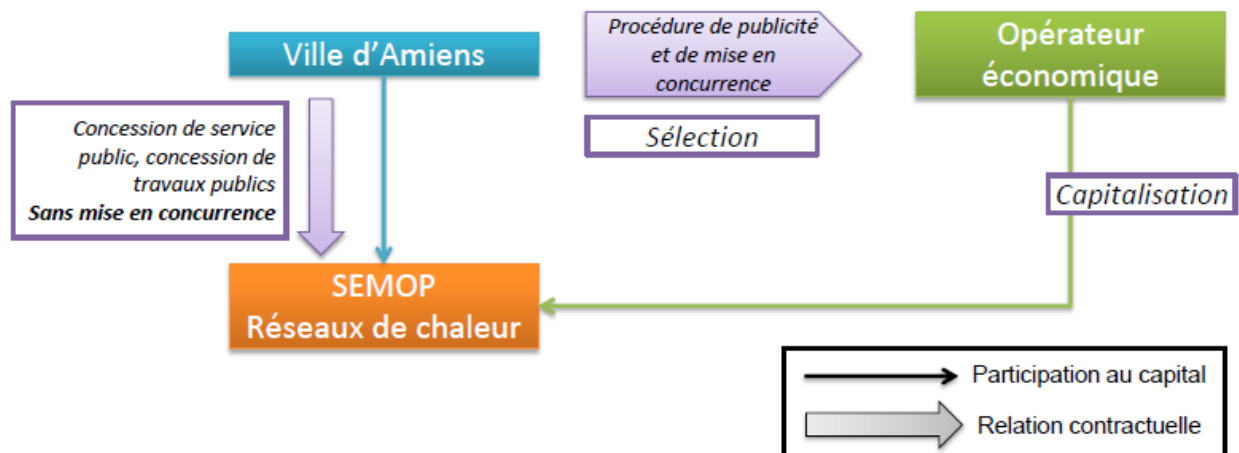 Ville d'Amiens
Procédure de publicité
et de mise en
concurrence
Opérateur
économique
Sélection
Concession de service
public, concession de
travaux publics
Sans mise en concurrence
Capitalisation
SEMOP
Réseaux de chaleur
Participation au capital
Relation contractuelle